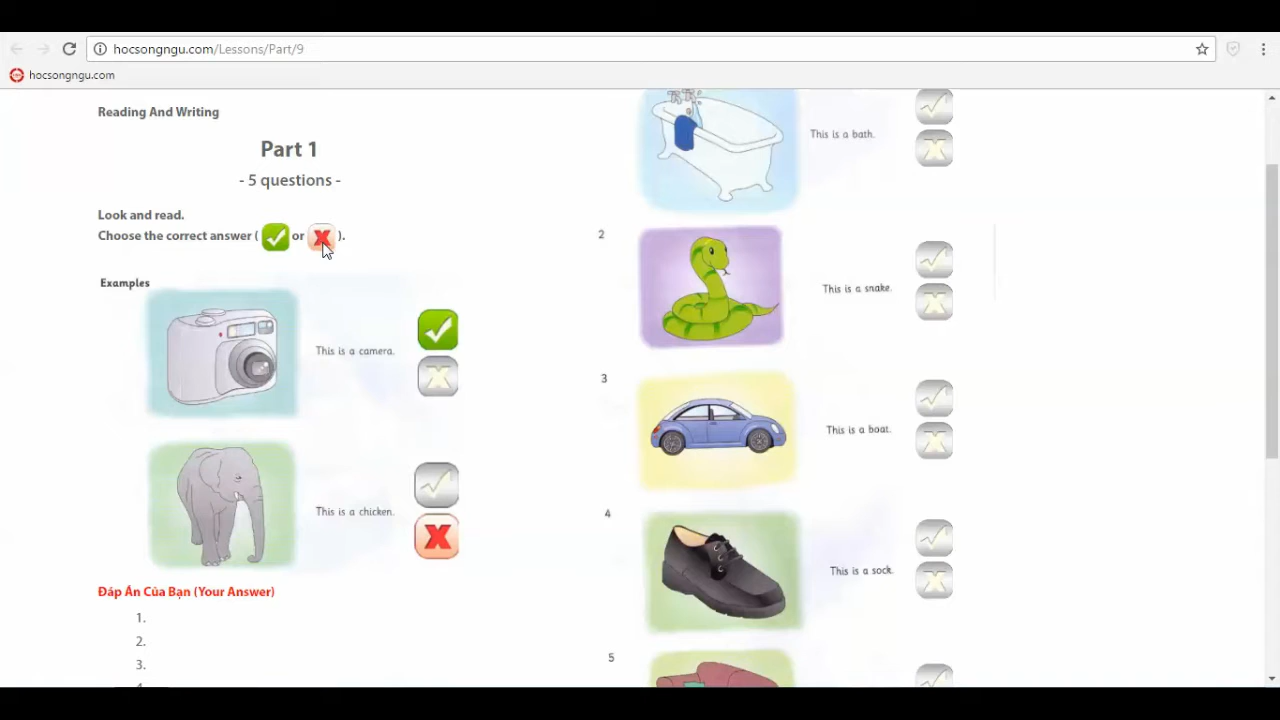 hocsongngu.com/Lessons/Part/9
hocsongngu.com
Reading And Writing
Part 1
- 5 questions -
Look and read.
Choose the correct answer ( or ).
Examples
This is a camera.
This is a chicken.
Đáp Án Của Bạn (Your Answer)
1.
2.
3.
This is a bath.
2
This is a snake.
3
This is a boat.
4
This is a sock.
5